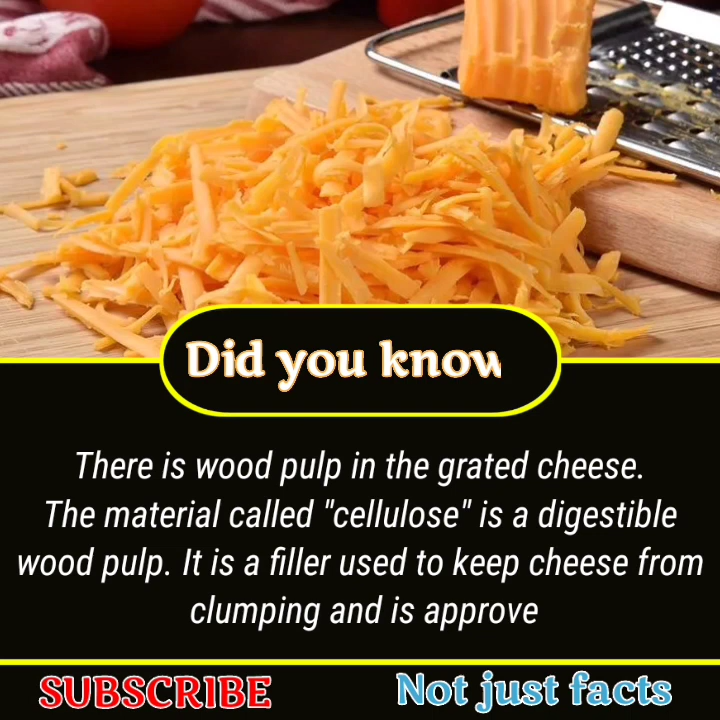 Did you know
There is wood pulp in the grated cheese.
The material called "cellulose" is a digestible
wood pulp. It is a filler used to keep cheese from
clumping and is approve
SUBSCRIBE
Not just facts